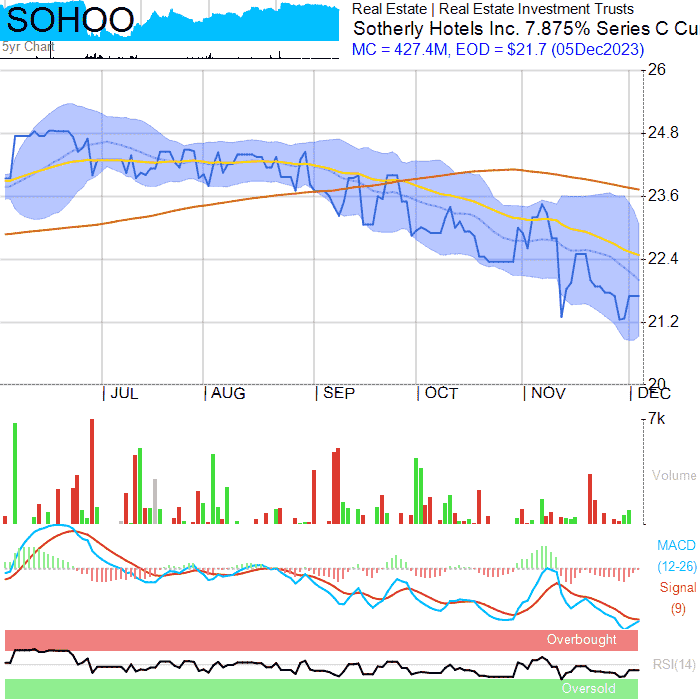 SOHOO
5yr Chart
Real Estate | Real Estate Investment Trusts
Sotherly Hotels Inc. 7.875% Series C Cu
MC = 427.4M, EOD = $21.7 (05Dec2023)
26
24.8
23.6
22.4
21.2
20
JUL AUG SEP OCT NOV DEC
7k
Volume
MACD
(12-26)
Signal
(9)
Overbought
RSI(14)
Oversold